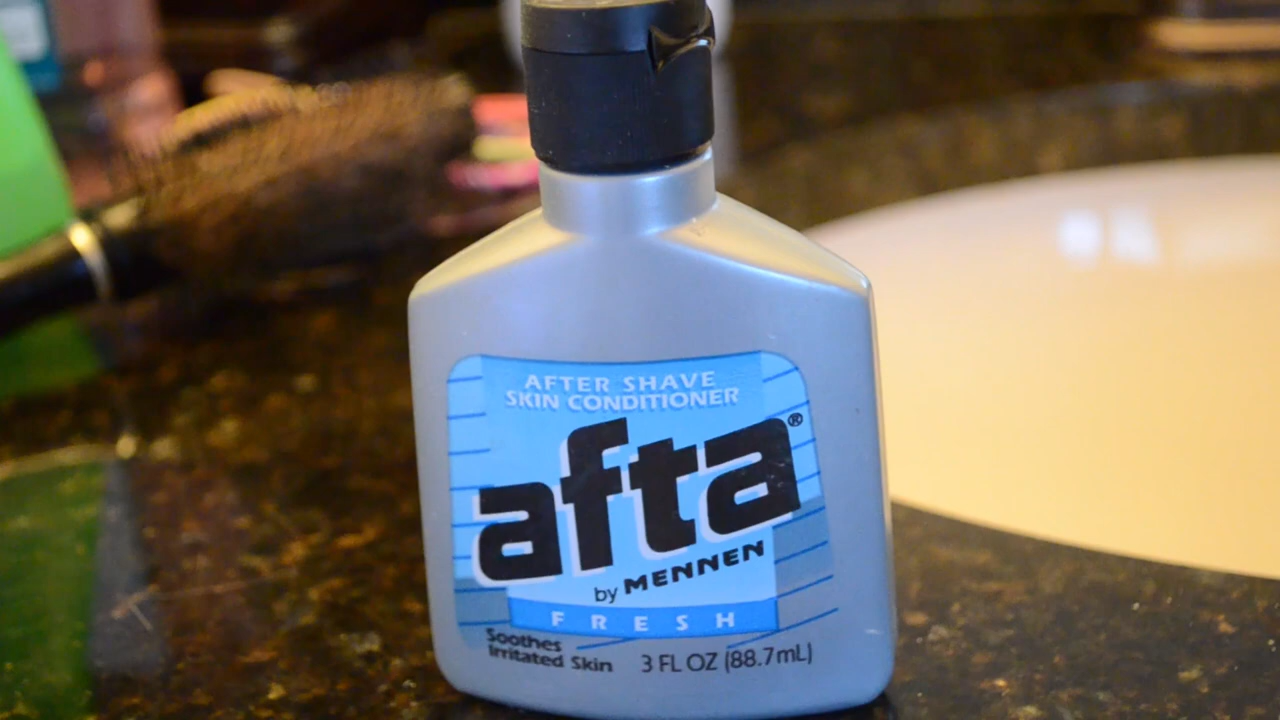 AFTER SHAVE
SKIN CONDITIONER
afta®
by MENNEN
FRESH
Soothes
Irritated Skin
3 FL OZ (88.7mL)